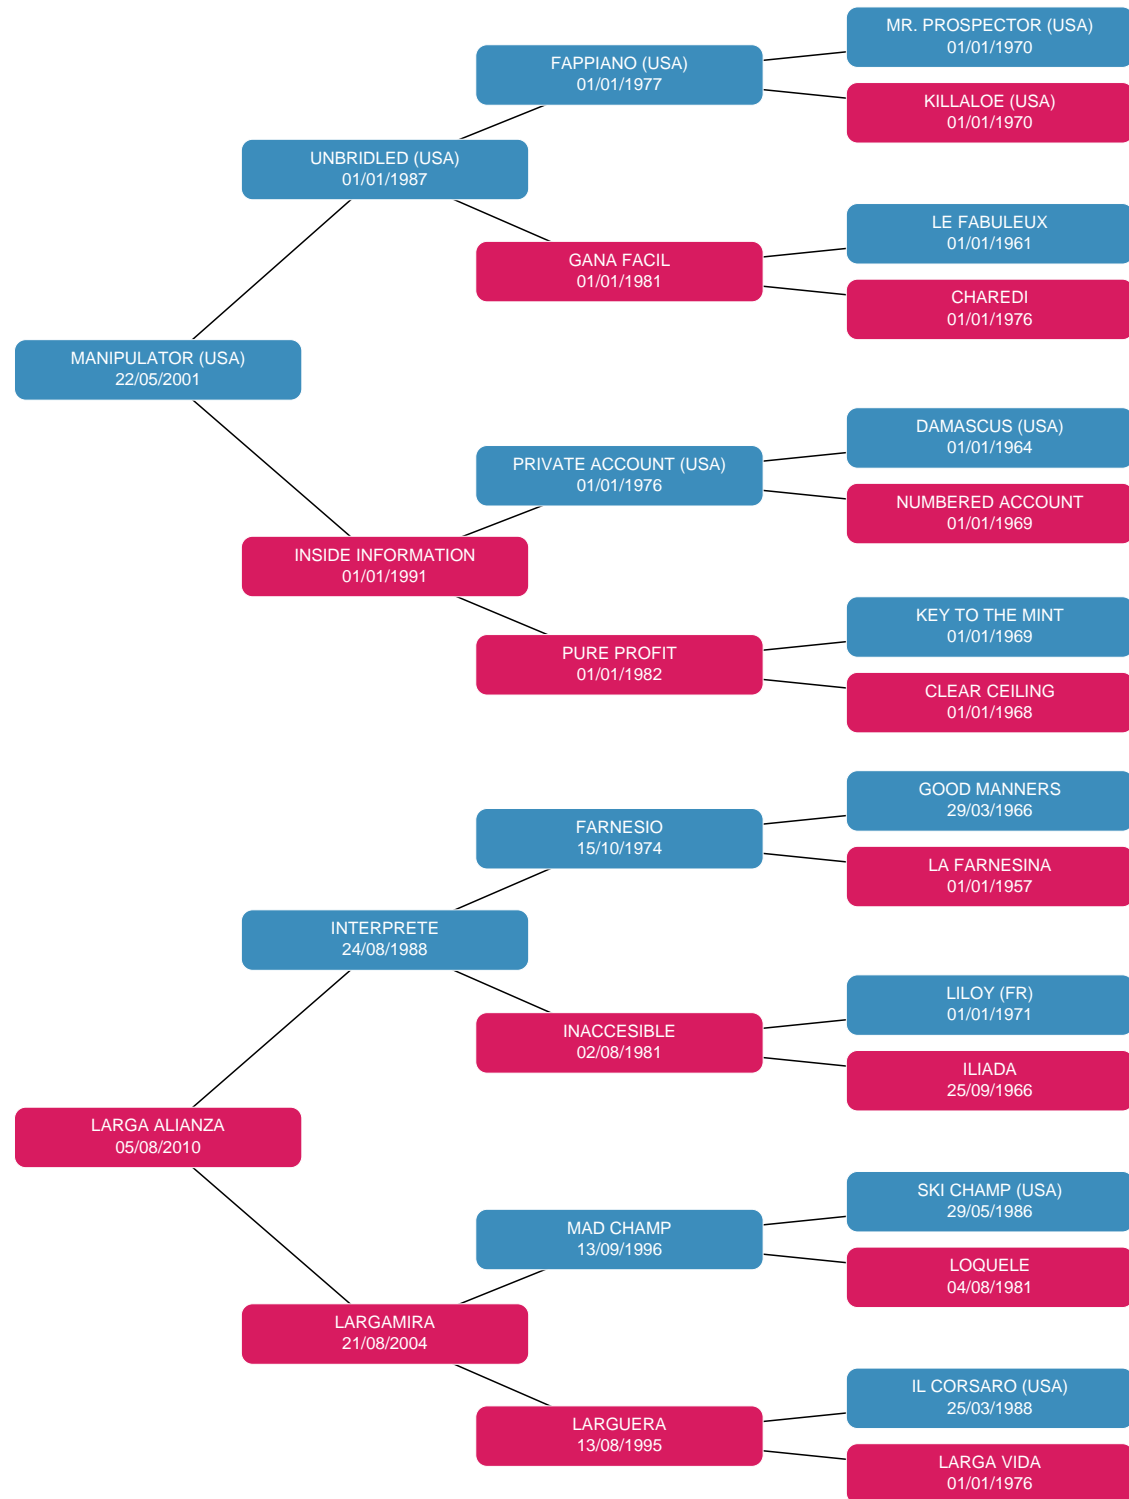 MR. PROSPECTOR (USA)
01/01/1970
FAPPIANO (USA)
01/01/1977
KILLALOE (USA)
01/01/1970
UNBRIDLED (USA)
01/01/1987
LE FABULEUX
01/01/1961
GANA FACIL
01/01/1981
CHAREDI
01/01/1976
MANIPULATOR (USA)
22/05/2001
DAMASCUS (USA)
01/01/1964
PRIVATE ACCOUNT (USA)
01/01/1976
NUMBERED ACCOUNT
01/01/1969
INSIDE INFORMATION
01/01/1991
KEY TO THE MINT
01/01/1969
PURE PROFIT
01/01/1982
CLEAR CEILING
01/01/1968
GOOD MANNERS
29/03/1966
FARNESIO
15/10/1974
LA FARNESINA
01/01/1957
INTERPRETE
24/08/1988
LILOY (FR)
01/01/1971
INACCESIBLE
02/08/1981
ILIADA
25/09/1966
LARGA ALIANZA
05/08/2010
SKI CHAMP (USA)
29/05/1986
MAD CHAMP
13/09/1996
LOQUELE
04/08/1981
LARGAMIRA
21/08/2004
IL CORSARO (USA)
25/03/1988
LARGUERA
13/08/1995
LARGA VIDA
01/01/1976